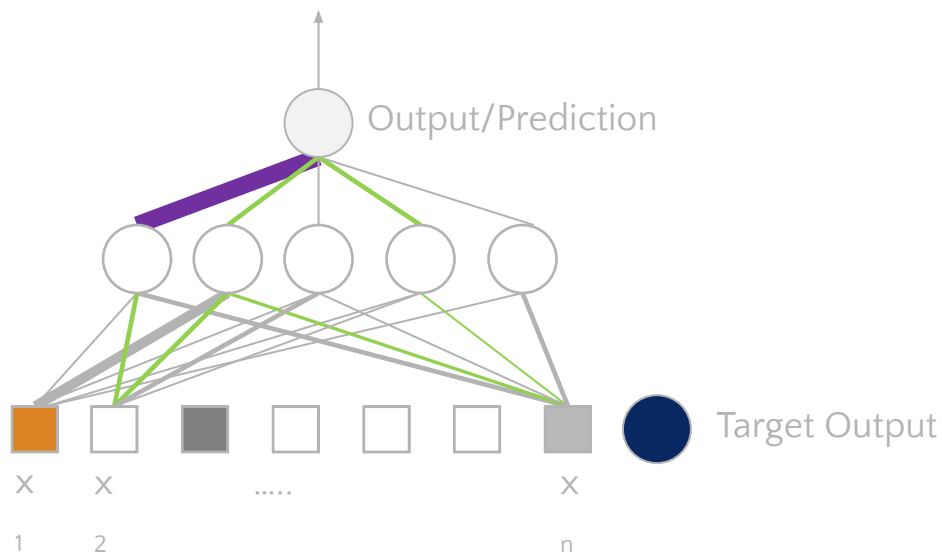 Output/Prediction
Target Output
X X ..... X
1 2 n